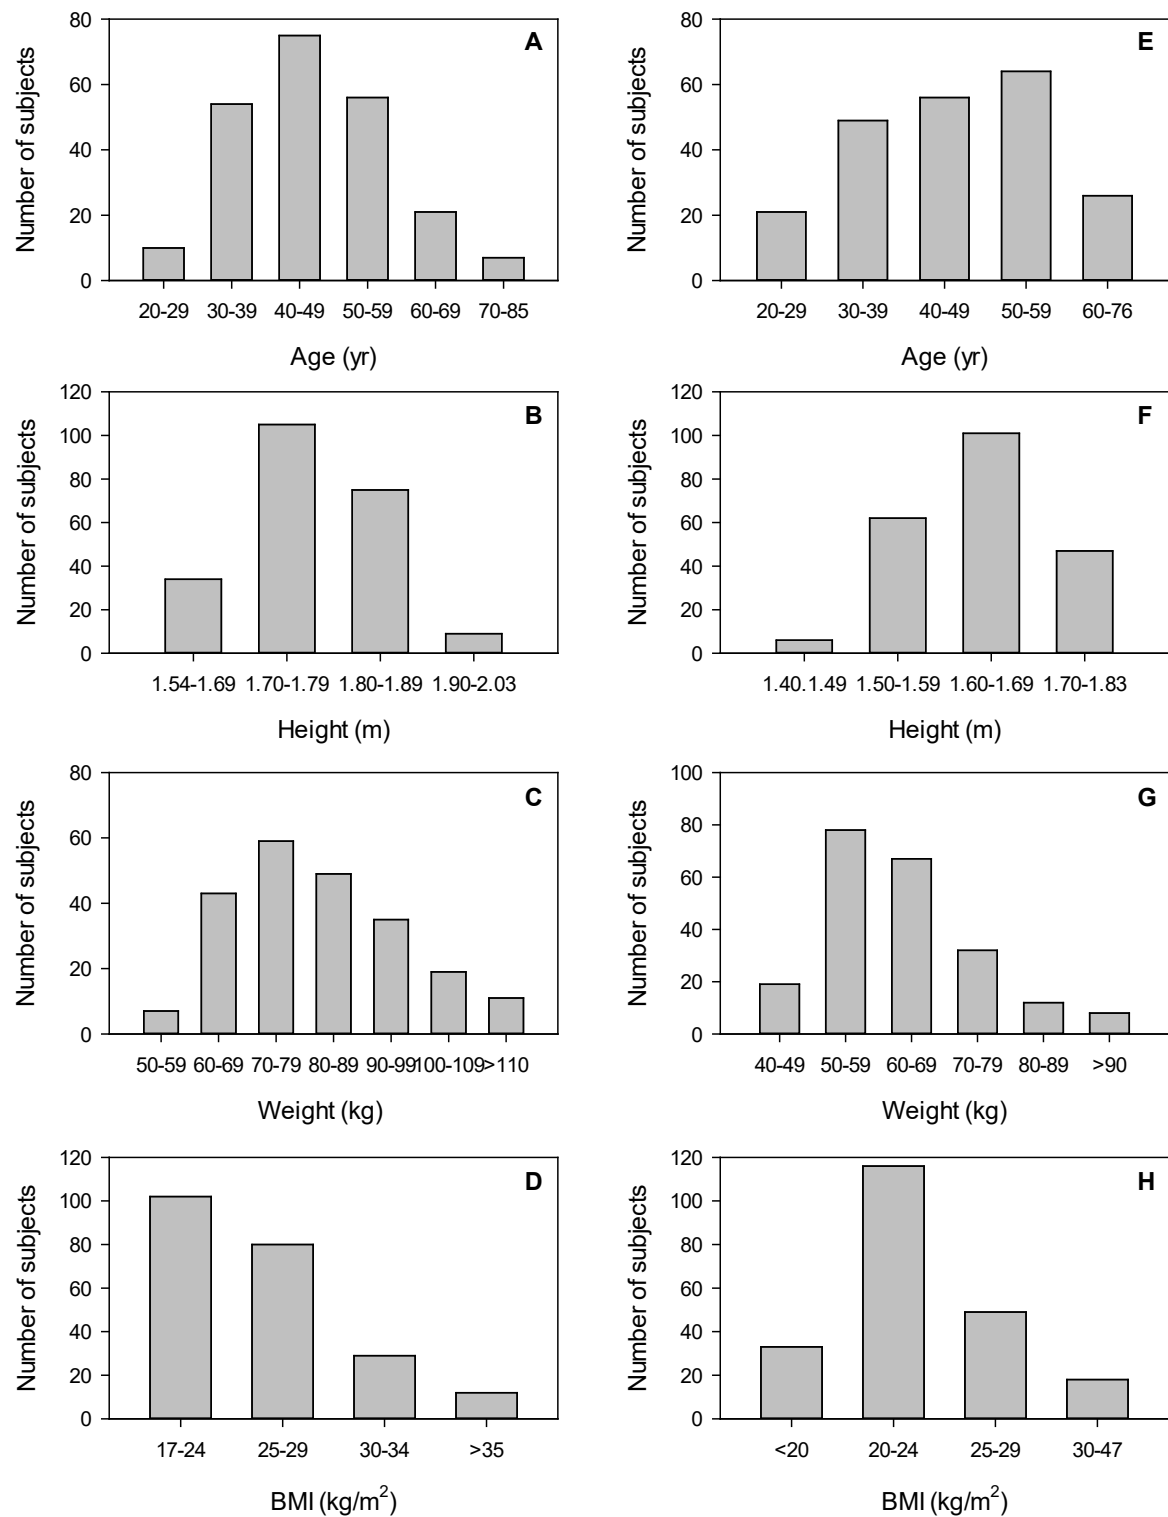 80
60
40
20
0
Number of subjects
A
20-29 30-39 40-49 50-59 60-69 70-85
Age (yr)
80
60
40
20
0
Number of subjects
E
20-29 30-39 40-49 50-59 60-76
Age (yr)
120
100
80
60
40
20
0
Number of subjects
B
1.54-1.69 1.70-1.79 1.80-1.89 1.90-2.03
Height (m)
120
100
80
60
40
20
0
Number of subjects
F
1.40.1.49 1.50-1.59 1.60-1.69 1.70-1.83
Height (m)
80
60
40
20
0
Number of subjects
C
50-59 60-69 70-79 80-89 90-99 100-109 >110
Weight (kg)
100
80
60
40
20
0
Number of subjects
G
40-49 50-59 60-69 70-79 80-89 >90
Weight (kg)
120
100
80
60
40
20
0
Number of subjects
D
17-24 25-29 30-34 >35
BMI (kg/m²)
120
100
80
60
40
20
0
Number of subjects
H
<20 20-24 25-29 30-47
BMI (kg/m²)